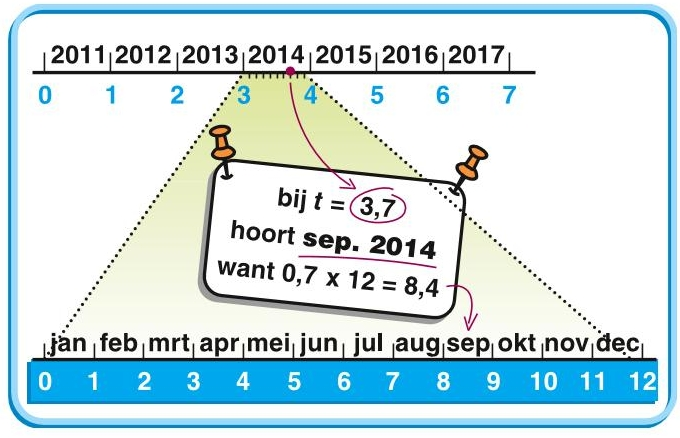 2011 2012 2013 2014 2015 2016 2017
0 1 2 3 4 5 6 7
bij t = 3,7
hoort sep. 2014
want 0,7 x 12 = 8,4
jan feb mrt apr mei jun jul aug sep okt nov dec
0 1 2 3 4 5 6 7 8 9 10 11 12